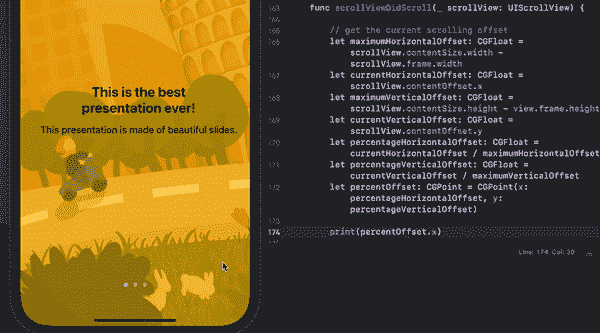 This is the best
presentation ever!
This presentation is made of beautiful slides.
163 func scrollViewDidScroll(_ scrollView: UIScrollView) {
164
165 // get the current scrolling offset
166 let maximumHorizontalOffset: CGFloat =
scrollView.contentSize.width -
scrollView.frame.width
167 let currentHorizontalOffset: CGFloat =
scrollView.contentOffset.x
168 let maximumVerticalOffset: CGFloat =
scrollView.contentSize.height - view.frame.height
169 let currentVerticalOffset: CGFloat =
scrollView.contentOffset.y
170 let percentageHorizontalOffset: CGFloat =
currentHorizontalOffset / maximumHorizontalOffset
171 let percentageVerticalOffset: CGFloat =
currentVerticalOffset / maximumVerticalOffset
172 let percentOffset: CGPoint = CGPoint(x:
percentageHorizontalOffset, y:
percentageVerticalOffset)
173
174 print(percentOffset.x)
Line: 174 Col: 30